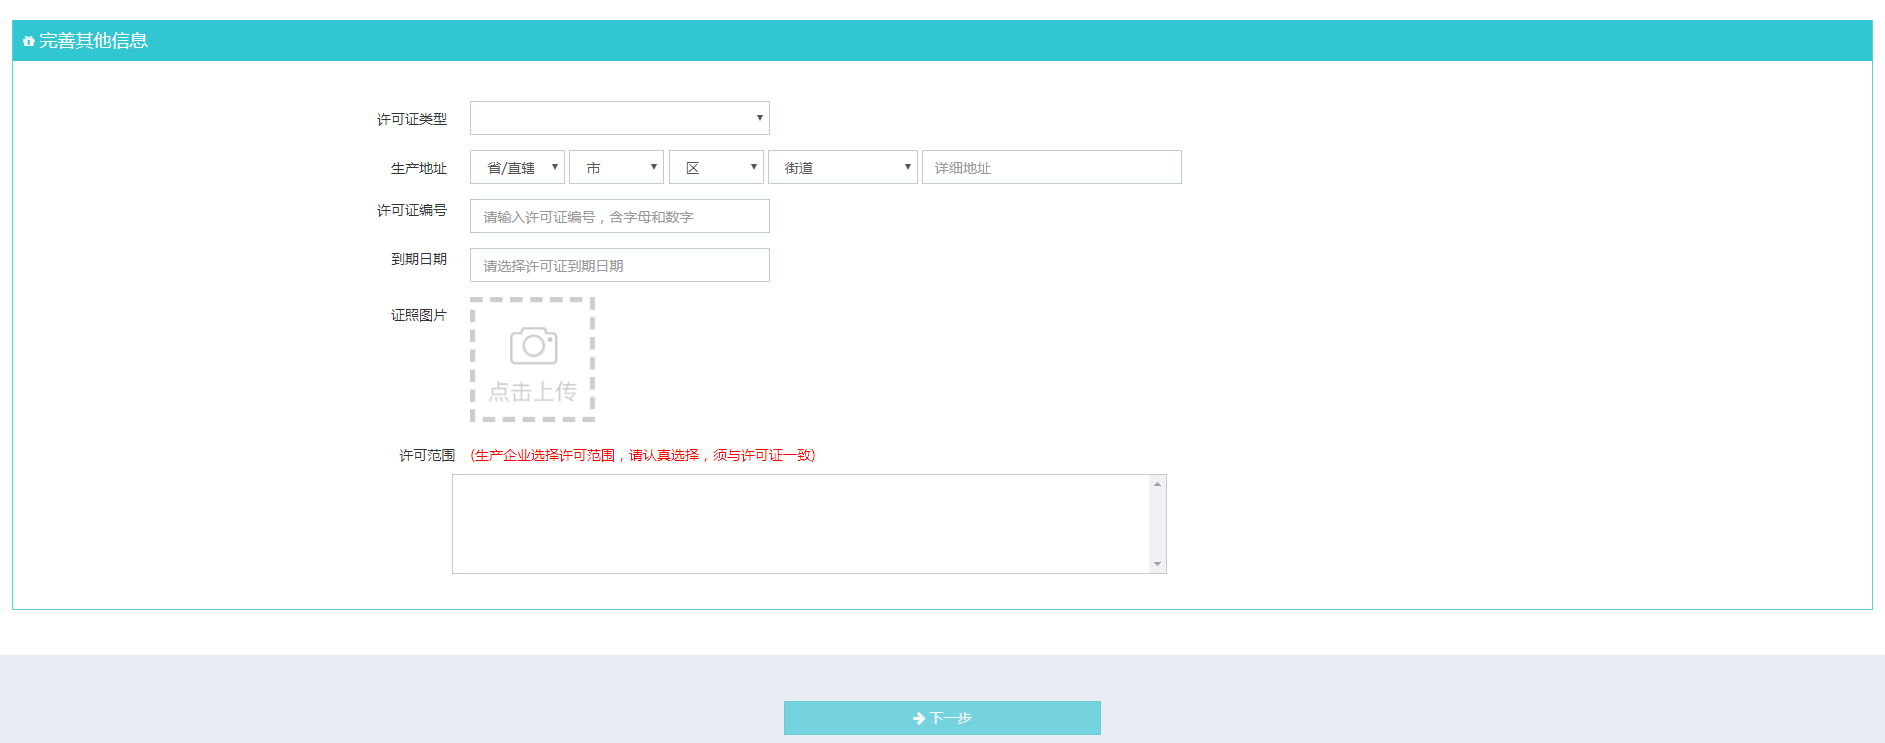 完善其他信息
许可证类型
生产地址 省/直辖 市 区 街道 详细地址
许可证编号 请输入许可证编号，含字母和数字
到期日期 请选择许可证到期日期
证照图片
点击上传
许可范围 (生产企业选择许可范围，请认真选择，须与许可证一致)
下一步